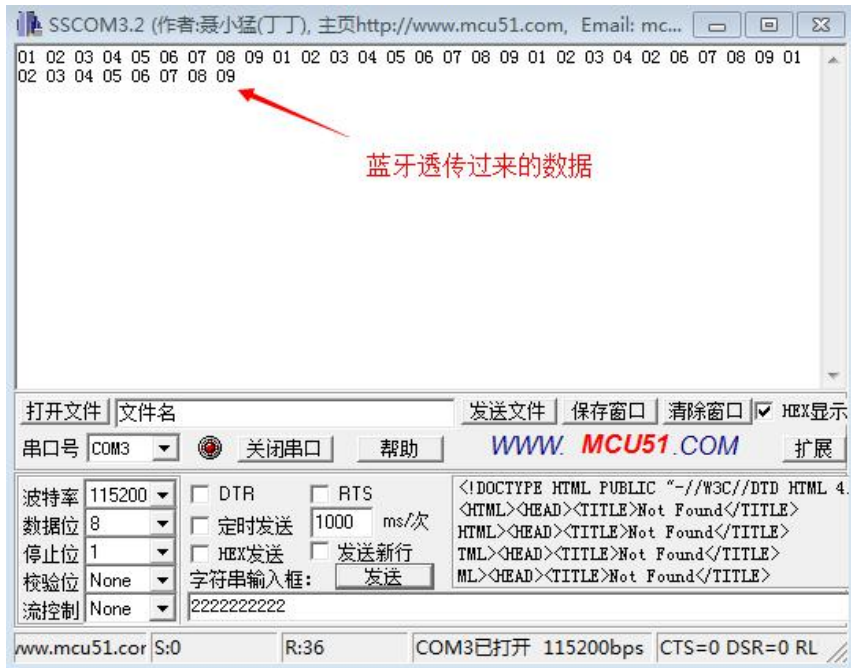 SSCOM3.2 (作者:聂小猛(丁丁), 主页http://www.mcu51.com, Email: mc...
01 02 03 04 05 06 07 08 09 01 02 03 04 05 06 07 08 09 01 02 03 04 02 06 07 08 09 01
02 03 04 05 06 07 08 09
蓝牙透传过来的数据
打开文件 文件名 发送文件 保存窗口 清除窗口 HEX显示
串口号 COM3 关闭串口 帮助 WWW. MCU51.COM 扩展
波特率 115200 DTR RTS
数据位 8 定时发送 1000 ms/次
停止位 1 HEX发送 发送新行
校验位 None 字符串输入框: 发送
流控制 None 2222222222
<!DOCTYPE HTML PUBLIC "-//W3C//DTD HTML 4.
<HTML><HEAD><TITLE>Not Found</TITLE>
HTML><HEAD><TITLE>Not Found</TITLE>
TML><HEAD><TITLE>Not Found</TITLE>
ML><HEAD><TITLE>Not Found</TITLE>
www.mcu51.cor S:0 R:36 COM3已打开 115200bps CTS=0 DSR=0 RL